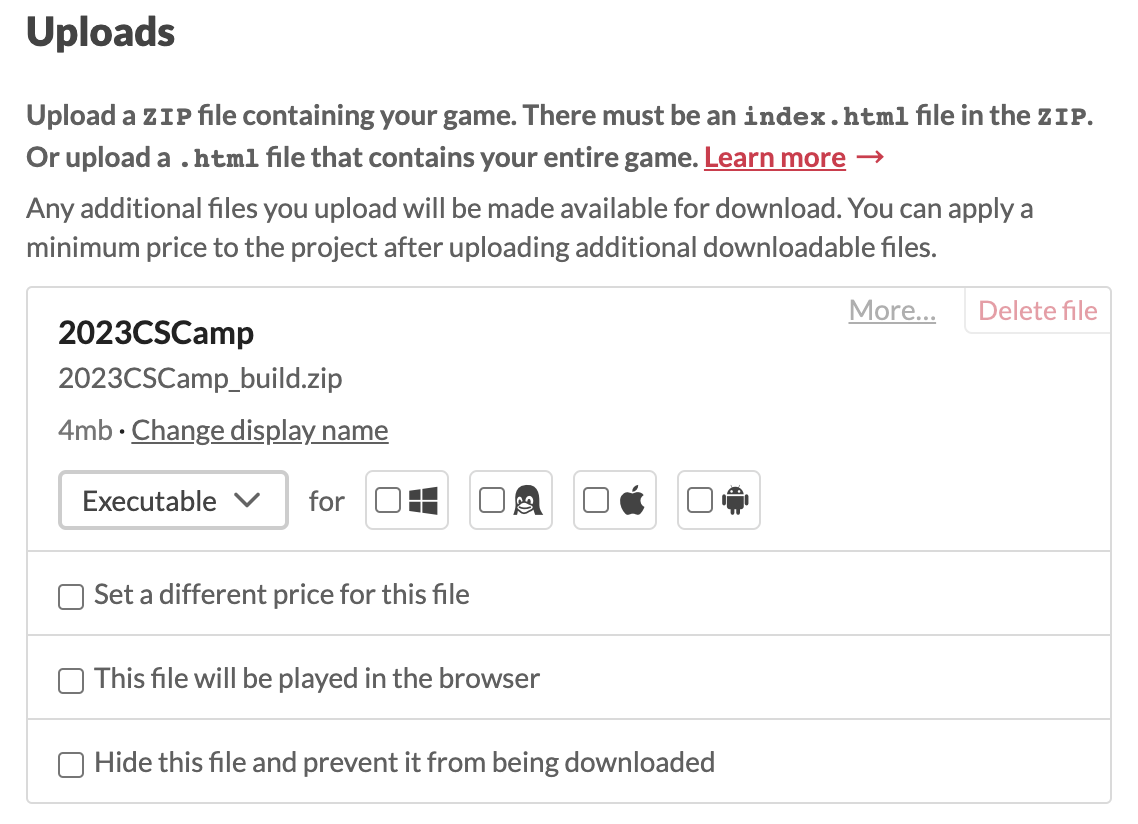 Uploads
Upload a ZIP file containing your game. There must be an index.html file in the ZIP.
Or upload a .html file that contains your entire game. Learn more →
Any additional files you upload will be made available for download. You can apply a
minimum price to the project after uploading additional downloadable files.
More...
Delete file
2023CSCamp
2023CSCamp_build.zip
4mb · Change display name
Executable for
Set a different price for this file
This file will be played in the browser
Hide this file and prevent it from being downloaded